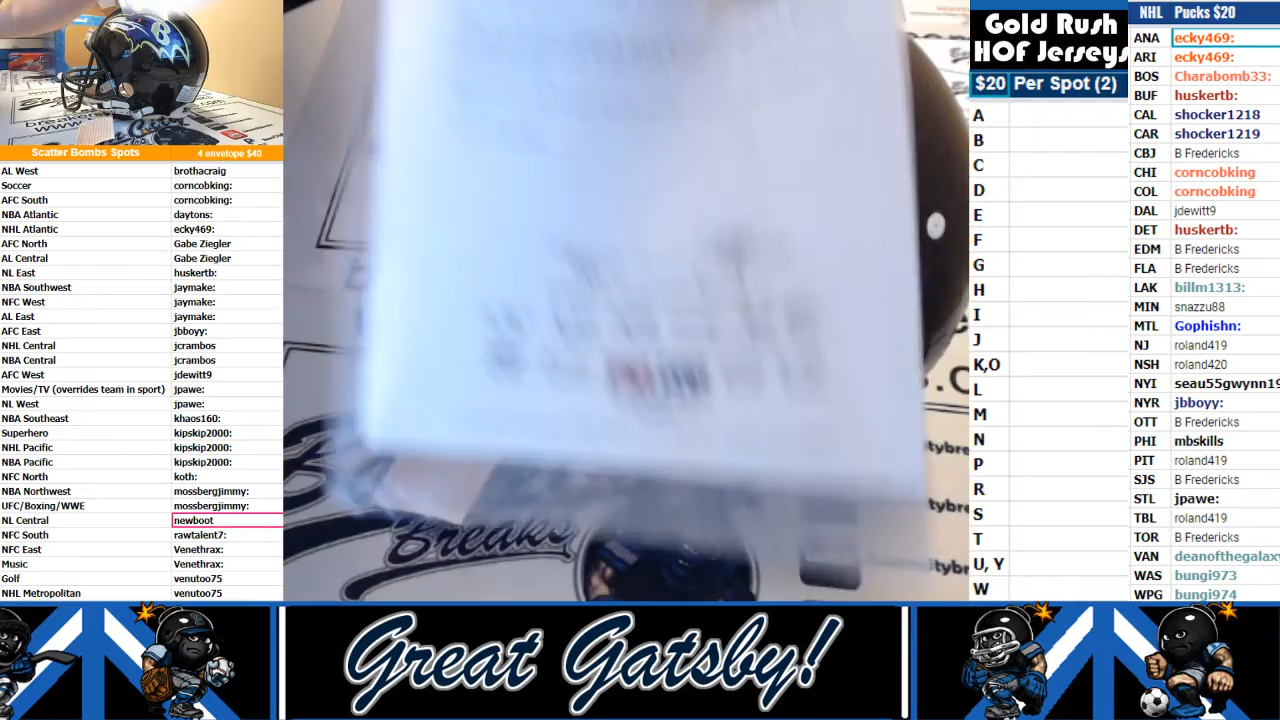 Scatter Bombs Spots 4 envelope $40
AL West brothacraig
Soccer corncobking:
AFC South corncobking:
NBA Atlantic daytons:
NHL Atlantic ecky469:
AFC North Gabe Ziegler
AL Central Gabe Ziegler
NL East huskertb:
NBA Southwest jaymake:
NFC West jaymake:
AL East jaymake:
AFC East jbboyy:
NHL Central jcrambos
NBA Central jcrambos
AFC West jdewitt9
Movies/TV (overrides team in sport) jpawe:
NL West jpawe:
NBA Southeast khaos160:
Superhero kipskip2000:
NHL Pacific kipskip2000:
NBA Pacific kipskip2000:
NFC North koth:
NBA Northwest mossbergjimmy:
UFC/Boxing/WWE mossbergjimmy:
NL Central newboot
NFC South rawtalent7:
NFC East Venethrax:
Music Venethrax:
Golf venutoo75
NHL Metropolitan venutoo75
Breaks
Gold Rush
HOF Jerseys
$20 Per Spot (2)
A
B
C
D
E
F
G
H
I
J
K,O
L
M
N
P
R
S
T
U, Y
W
NHL Pucks $20
ANA ecky469:
ARI ecky469:
BOS Charabomb33:
BUF huskertb:
CAL shocker1218
CAR shocker1219
CBJ B Fredericks
CHI corncobking
COL corncobking
DAL jdewitt9
DET huskertb:
EDM B Fredericks
FLA B Fredericks
LAK billm1313:
MIN snazzu88
MTL Gophishn:
NJ roland419
NSH roland420
NYI seau55gwynn19
NYR jbboyy:
OTT B Fredericks
PHI mbskills
PIT roland419
SJS B Fredericks
STL jpawe:
TBL roland419
TOR B Fredericks
VAN deanofthegalaxy
WAS bungi973
WPG bungi974
Great Gatsby!